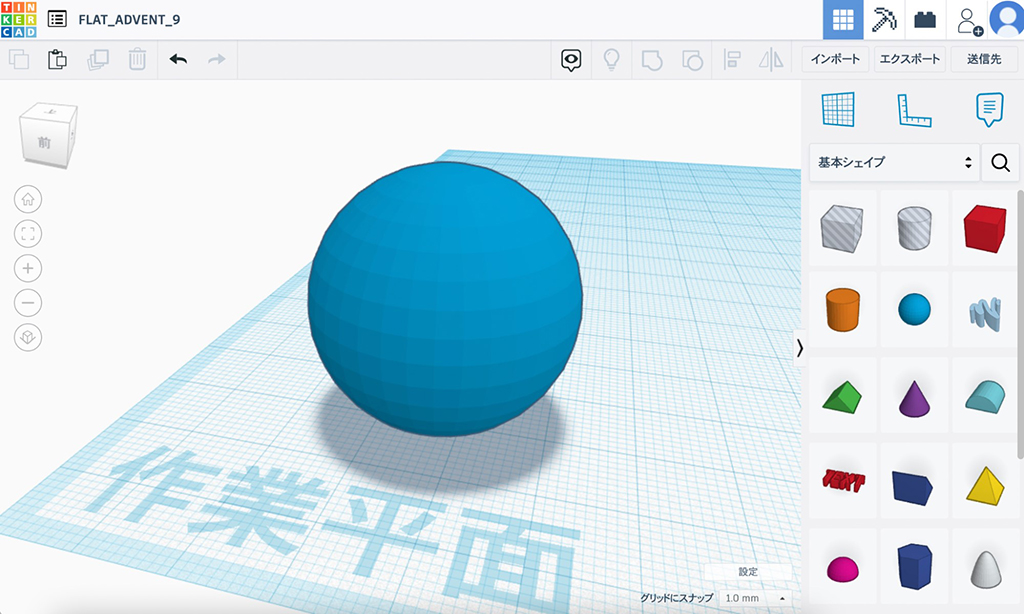 TIN
KER
CAD
FLAT_ADVENT_9
インポート
エクスポート
送信先
上
前
基本シェイプ
TEXT
作業平面
設定
グリッドにスナップ
1.0 mm